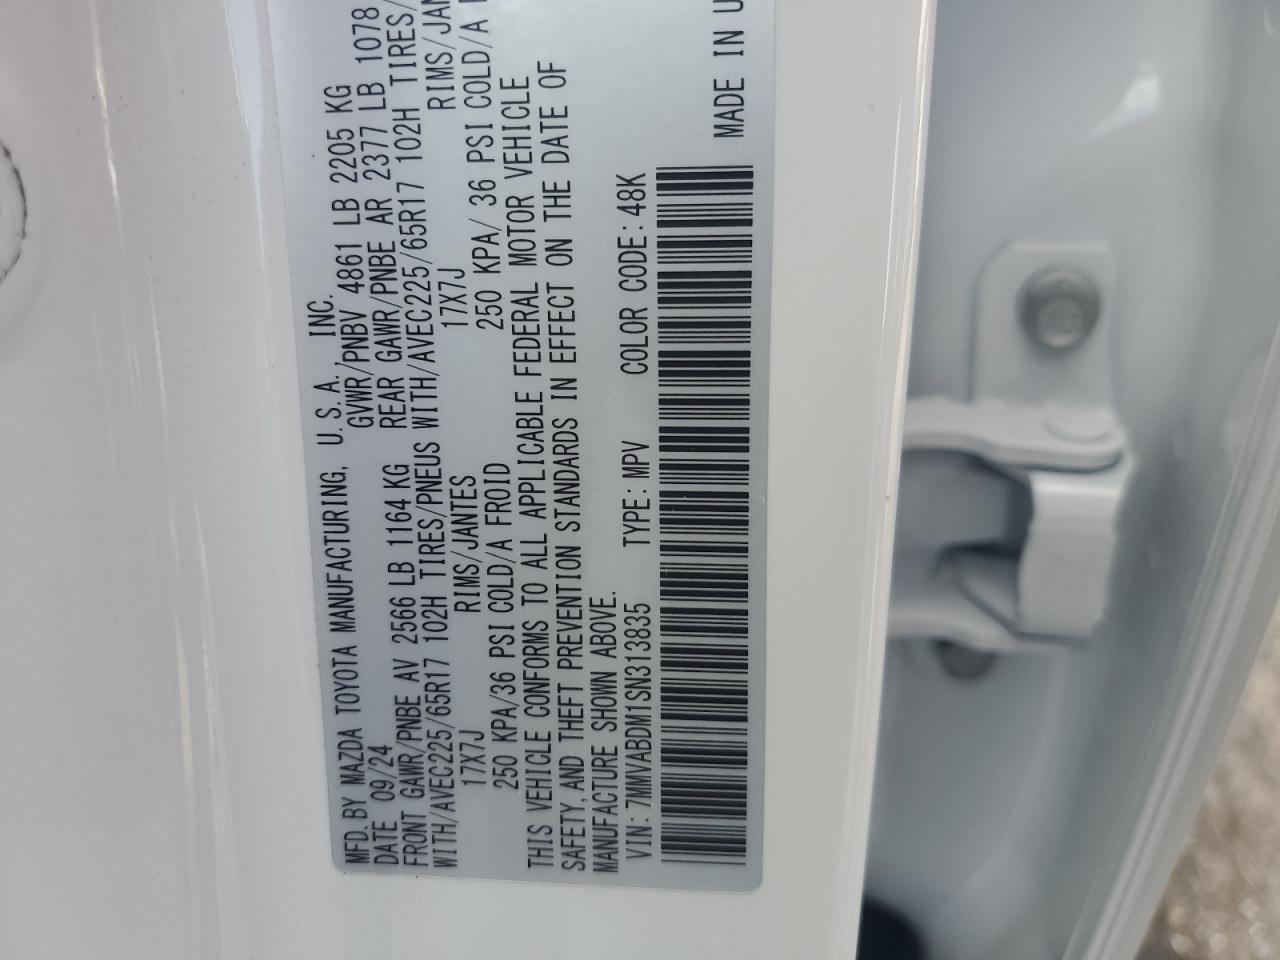 MFD. BY MAZDA TOYOTA MANUFACTURING, U.S.A., INC.
DATE 09/24 GVWR/PNBV 4861 LB 2205 KG
FRONT GAWR/PNBE AV 2566 LB 1164 KG REAR GAWR/PNBE AR 2377 LB 1078
WITH/AVEC225/65R17 102H TIRES/PNEUS WITH/AVEC225/65R17 102H TIRES/
17X7J RIMS/JANTES 17X7J RIMS/JAN
250 KPA/36 PSI COLD/A FROID 250 KPA/ 36 PSI COLD/A
THIS VEHICLE CONFORMS TO ALL APPLICABLE FEDERAL MOTOR VEHICLE
SAFETY, AND THEFT PREVENTION STANDARDS IN EFFECT ON THE DATE OF
MANUFACTURE SHOWN ABOVE.
VIN: 7MMVABDM1SN313835 TYPE: MPV COLOR CODE: 48K
MADE IN U